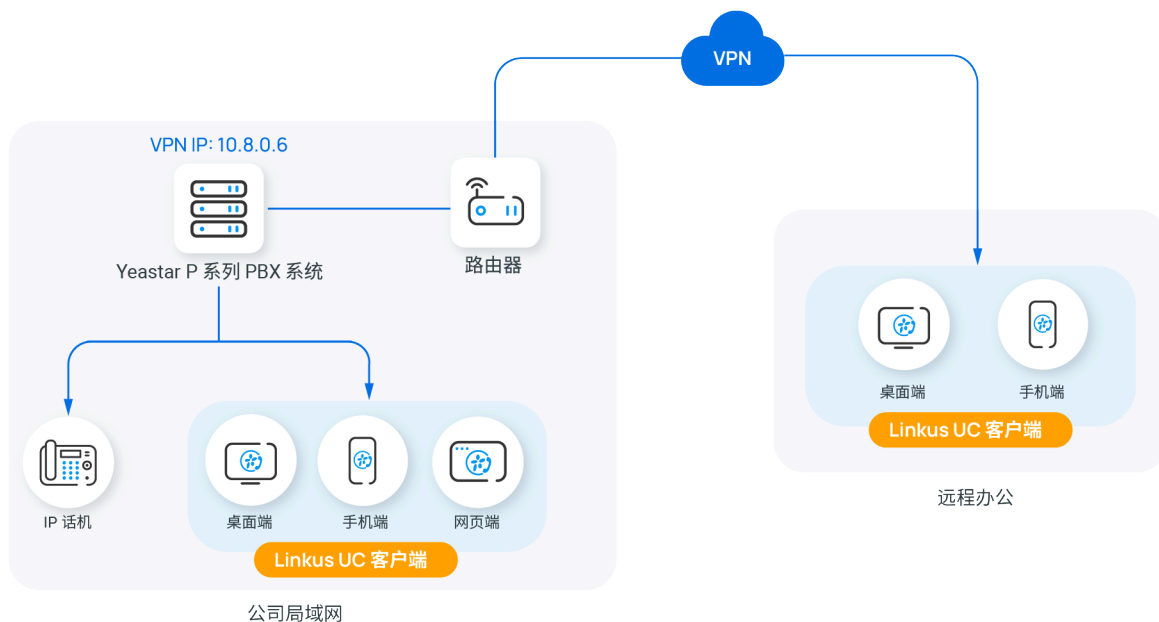 VPN
VPN IP: 10.8.0.6
Yeastar P 系列 PBX 系统
路由器
IP 话机
桌面端
手机端
网页端
Linkus UC 客户端
公司局域网
桌面端
手机端
Linkus UC 客户端
远程办公